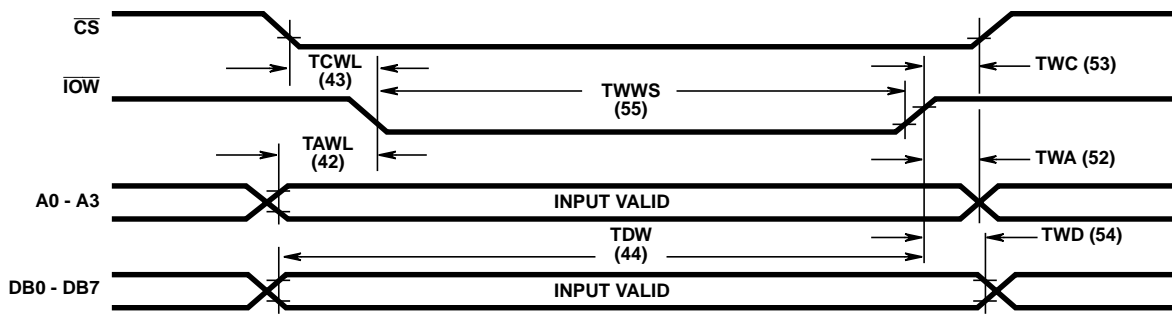 CS
TCWL
(43)
TWC (53)
IOW
TWWS
(55)
TAWL
(42)
TWA (52)
A0 - A3
INPUT VALID
TDW
(44)
TWD (54)
DB0 - DB7
INPUT VALID